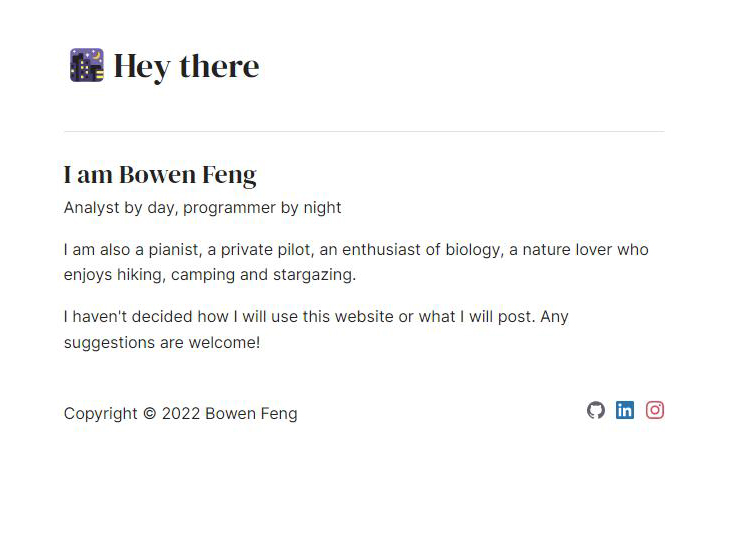 Hey there
I am Bowen Feng
Analyst by day, programmer by night
I am also a pianist, a private pilot, an enthusiast of biology, a nature lover who
enjoys hiking, camping and stargazing.
I haven't decided how I will use this website or what I will post. Any
suggestions are welcome!
Copyright © 2022 Bowen Feng
in